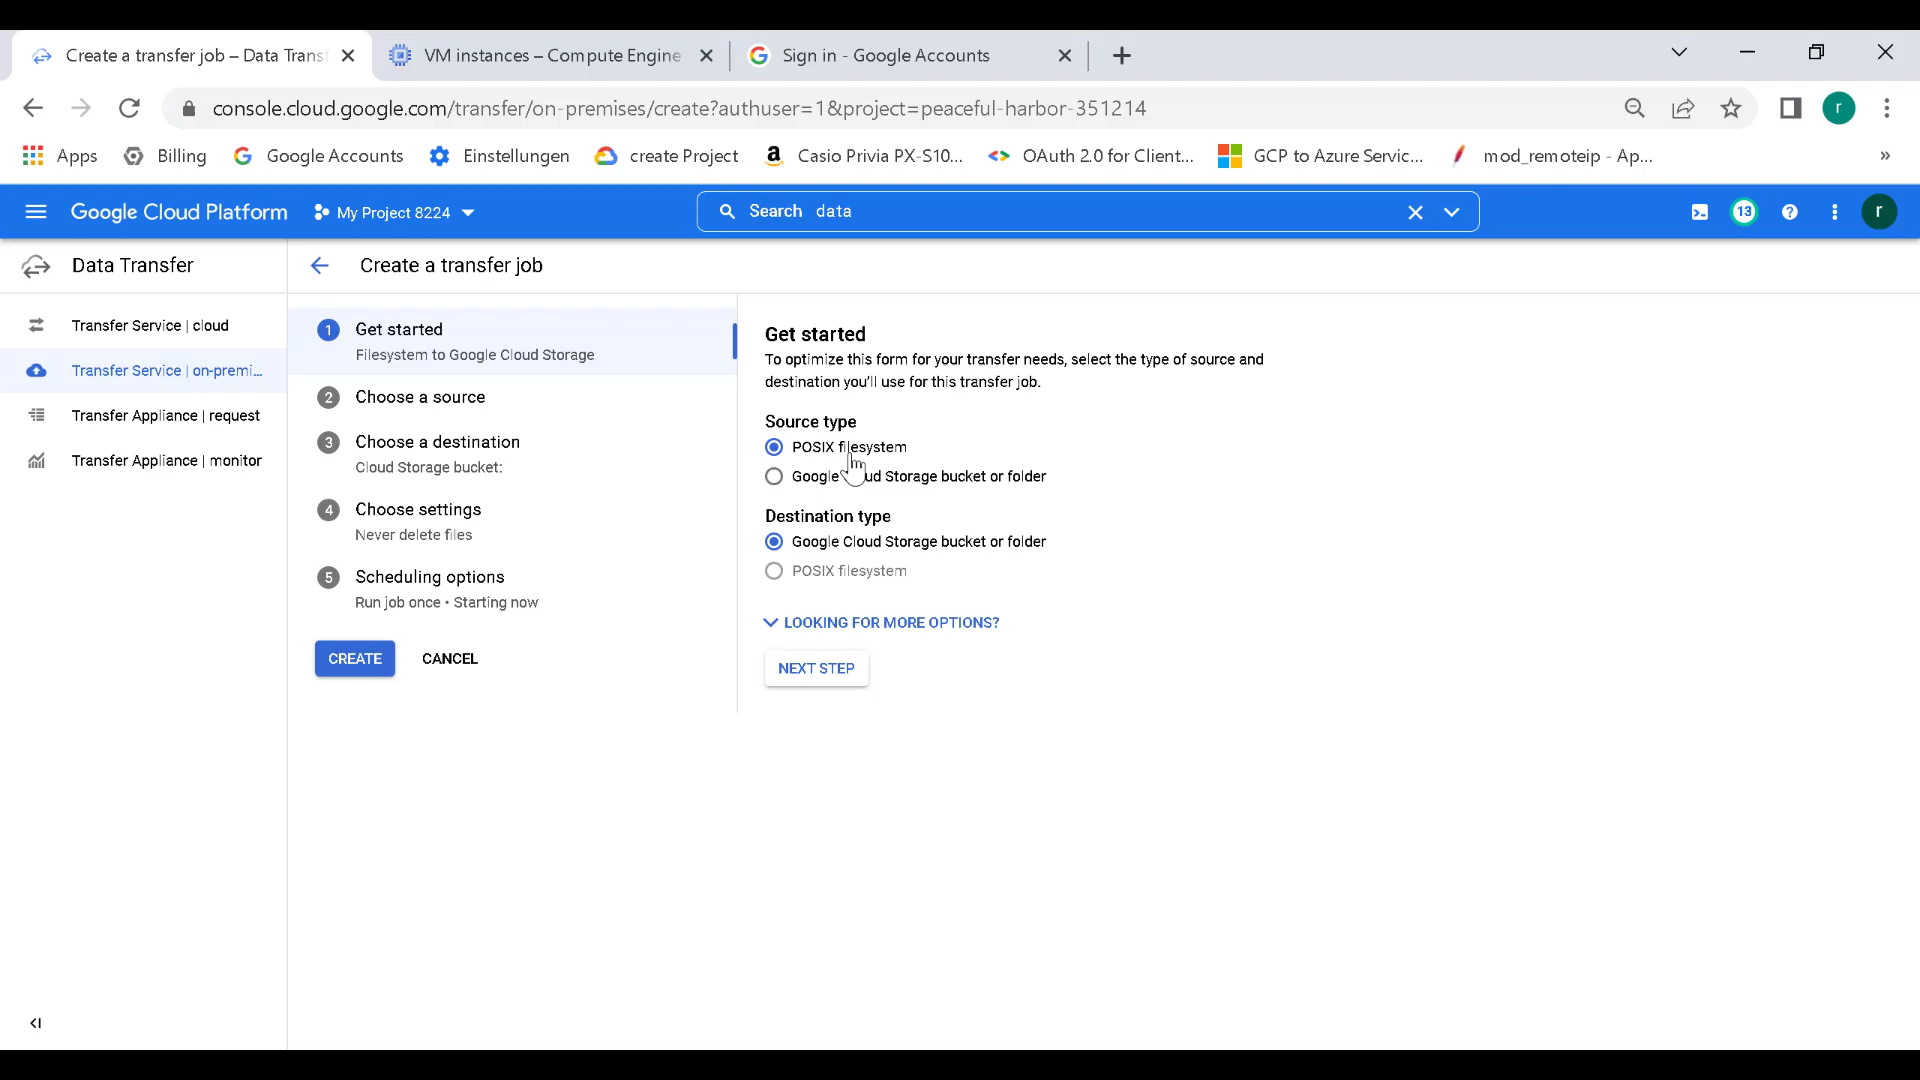 Create a transfer job – Data Transf
VM instances – Compute Engine
Sign in - Google Accounts
console.cloud.google.com/transfer/on-premises/create?authuser=1&project=peaceful-harbor-351214
r
Apps
Billing
Google Accounts
Einstellungen
create Project
Casio Privia PX-S10...
OAuth 2.0 for Client...
GCP to Azure Servic...
mod_remoteip - Ap...
»
Google Cloud Platform
My Project 8224
Search data
13
r
Data Transfer
Create a transfer job
Transfer Service | cloud
Transfer Service | on-premi...
Transfer Appliance | request
Transfer Appliance | monitor
1 Get started
Filesystem to Google Cloud Storage
2 Choose a source
3 Choose a destination
Cloud Storage bucket:
4 Choose settings
Never delete files
5 Scheduling options
Run job once • Starting now
CREATE
CANCEL
Get started
To optimize this form for your transfer needs, select the type of source and
destination you'll use for this transfer job.
Source type
POSIX filesystem
Google Cloud Storage bucket or folder
Destination type
Google Cloud Storage bucket or folder
POSIX filesystem
LOOKING FOR MORE OPTIONS?
NEXT STEP